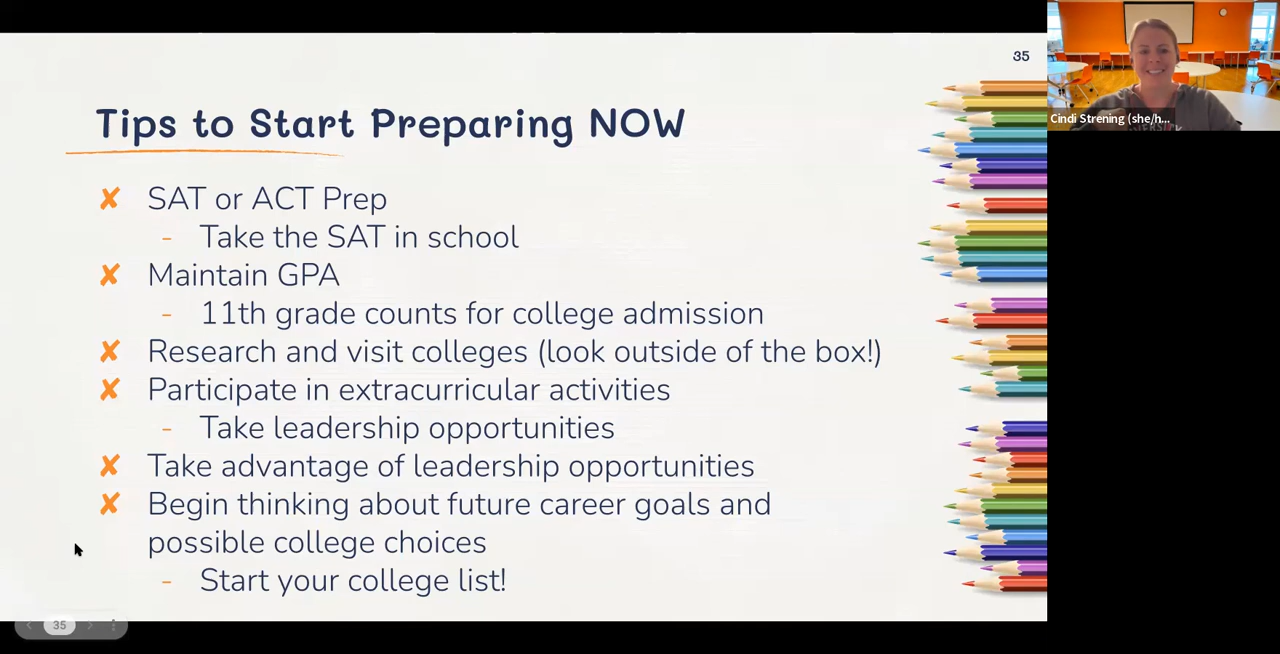 35
Tips to Start Preparing NOW
✘ SAT or ACT Prep
- Take the SAT in school
✘ Maintain GPA
- 11th grade counts for college admission
✘ Research and visit colleges (look outside of the box!)
✘ Participate in extracurricular activities
- Take leadership opportunities
✘ Take advantage of leadership opportunities
✘ Begin thinking about future career goals and
possible college choices
- Start your college list!
35
Cindi Strening (she/h...